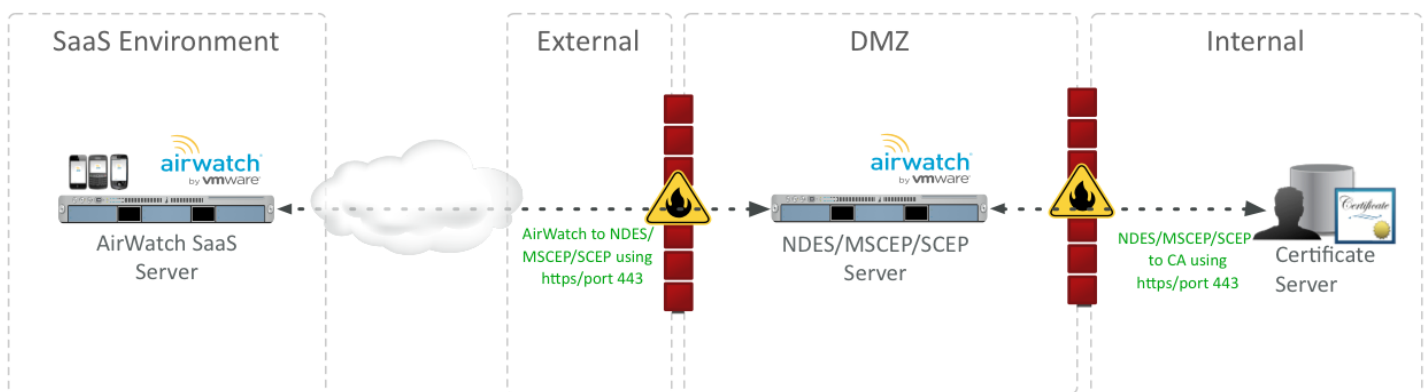 SaaS Environment
External
DMZ
Internal
airwatch
by vmware
AirWatch SaaS
Server
AirWatch to NDES/
MSCEP/SCEP using
https/port 443
airwatch
by vmware
NDES/MSCEP/SCEP
Server
NDES/MSCEP/SCEP
to CA using
https/port 443
Certificate
Certificate
Server